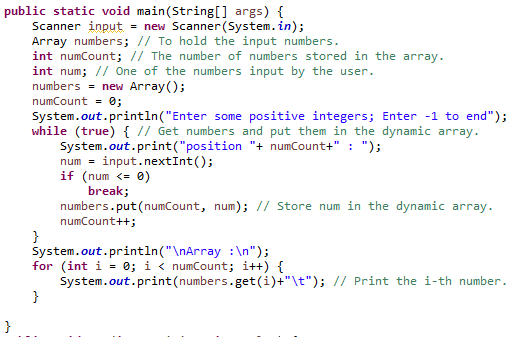 public static void main(String[] args) {
Scanner input = new Scanner(System.in);
Array numbers; // To hold the input numbers.
int numCount; // The number of numbers stored in the array.
int num; // One of the numbers input by the user.
numbers = new Array();
numCount = 0;
System.out.println("Enter some positive integers; Enter -1 to end");
while (true) { // Get numbers and put them in the dynamic array.
System.out.print("position "+ numCount+" : ");
num = input.nextInt();
if (num <= 0)
break;
numbers.put(numCount, num); // Store num in the dynamic array.
numCount++;
}
System.out.println("\nArray :\n");
for (int i = 0; i < numCount; i++) {
System.out.print(numbers.get(i)+"\t"); // Print the i-th number.
}
}